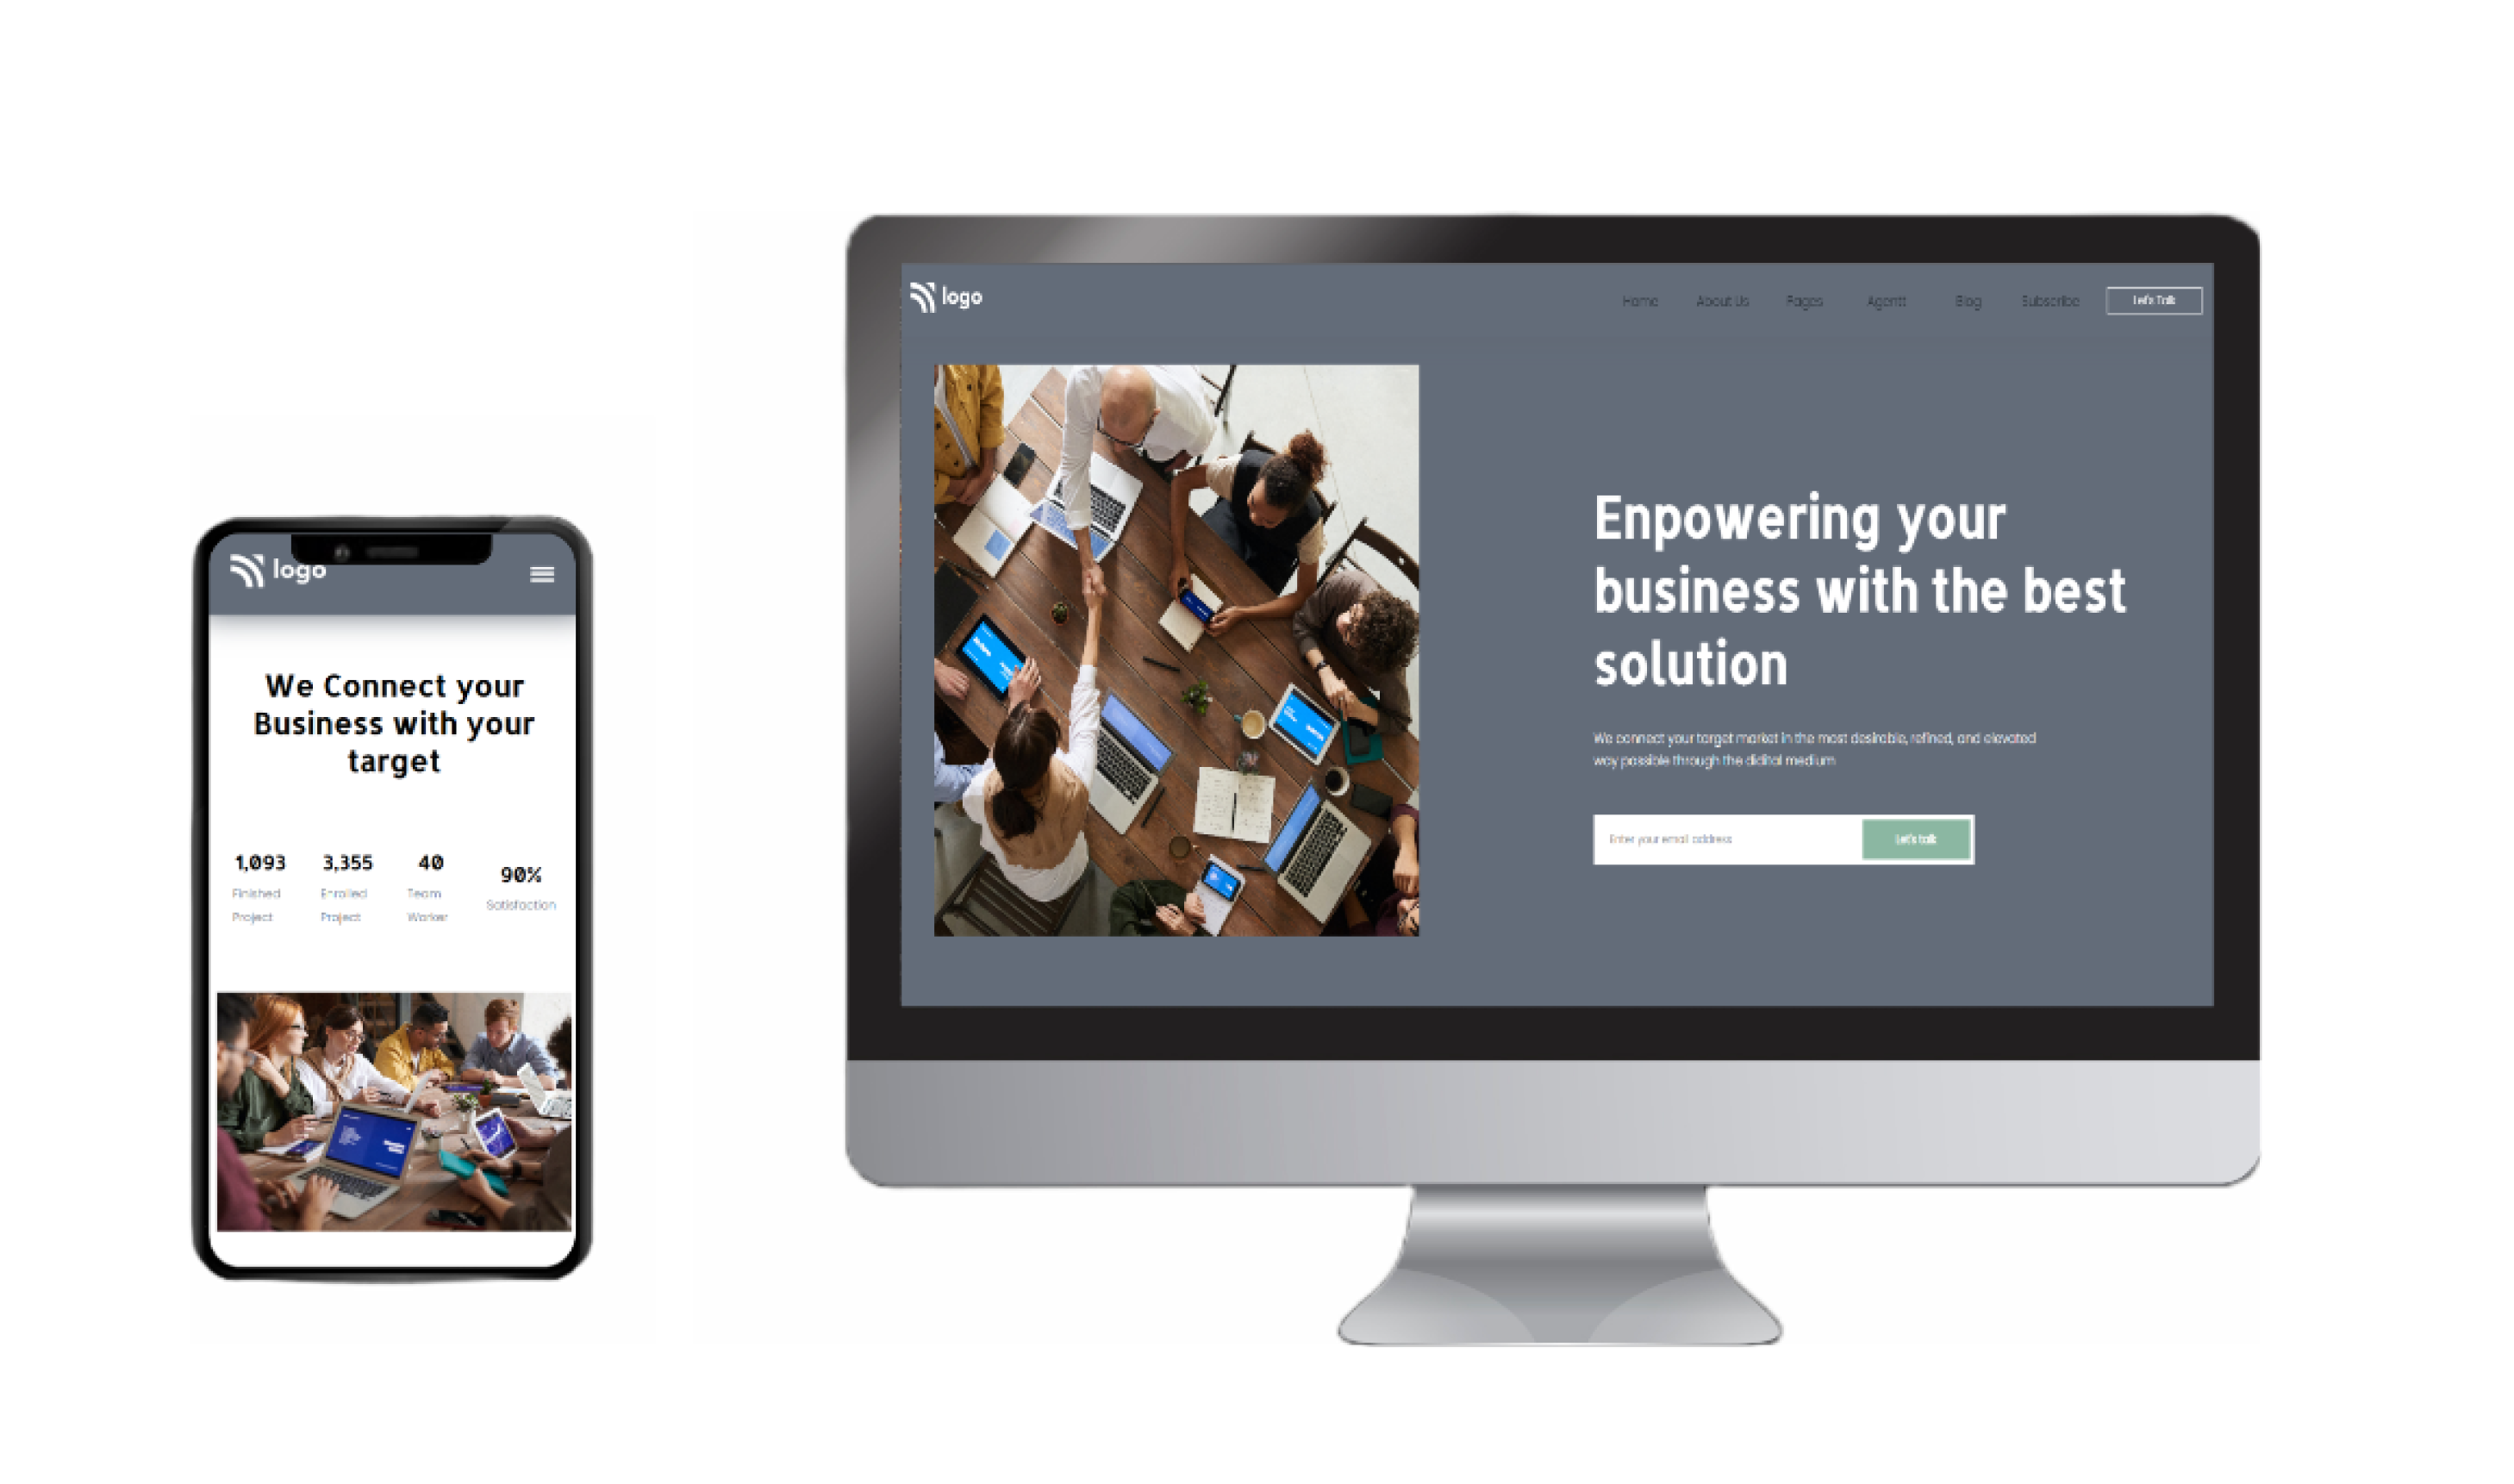 logo
We Connect your
Business with your
target
1,093 3,355 40 90%
Finished Enrolled Team Satisfaction
Project Project Worker
logo
Home About Us Pages Agentt Blog Subscribe Let's Talk
Enpowering your
business with the best
solution
We connect your target market in the most desirable, refined, and elevated
way possible through the didital medium
Enter your email address Let's talk